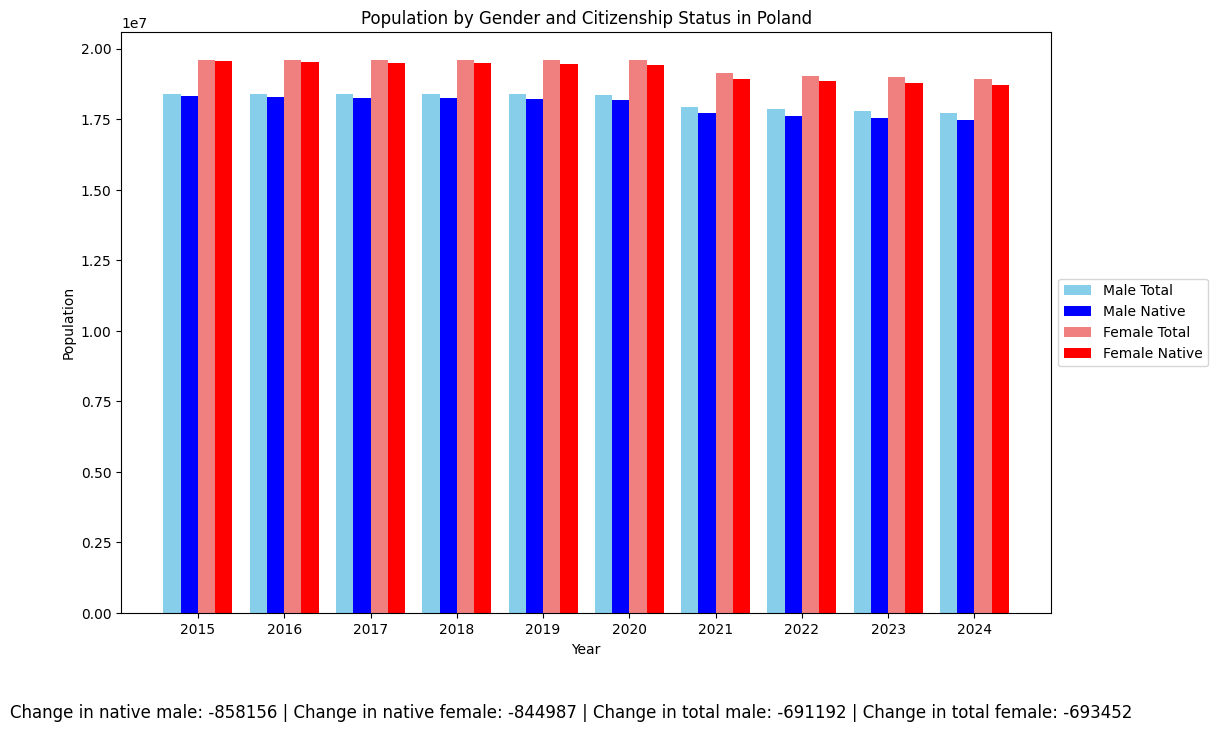 Population by Gender and Citizenship Status in Poland
1e7
2.00
1.75
1.50
1.25
1.00
0.75
0.50
0.25
0.00
Population
2015 2016 2017 2018 2019 2020 2021 2022 2023 2024
Year
Male Total
Male Native
Female Total
Female Native
Change in native male: -858156 | Change in native female: -844987 | Change in total male: -691192 | Change in total female: -693452